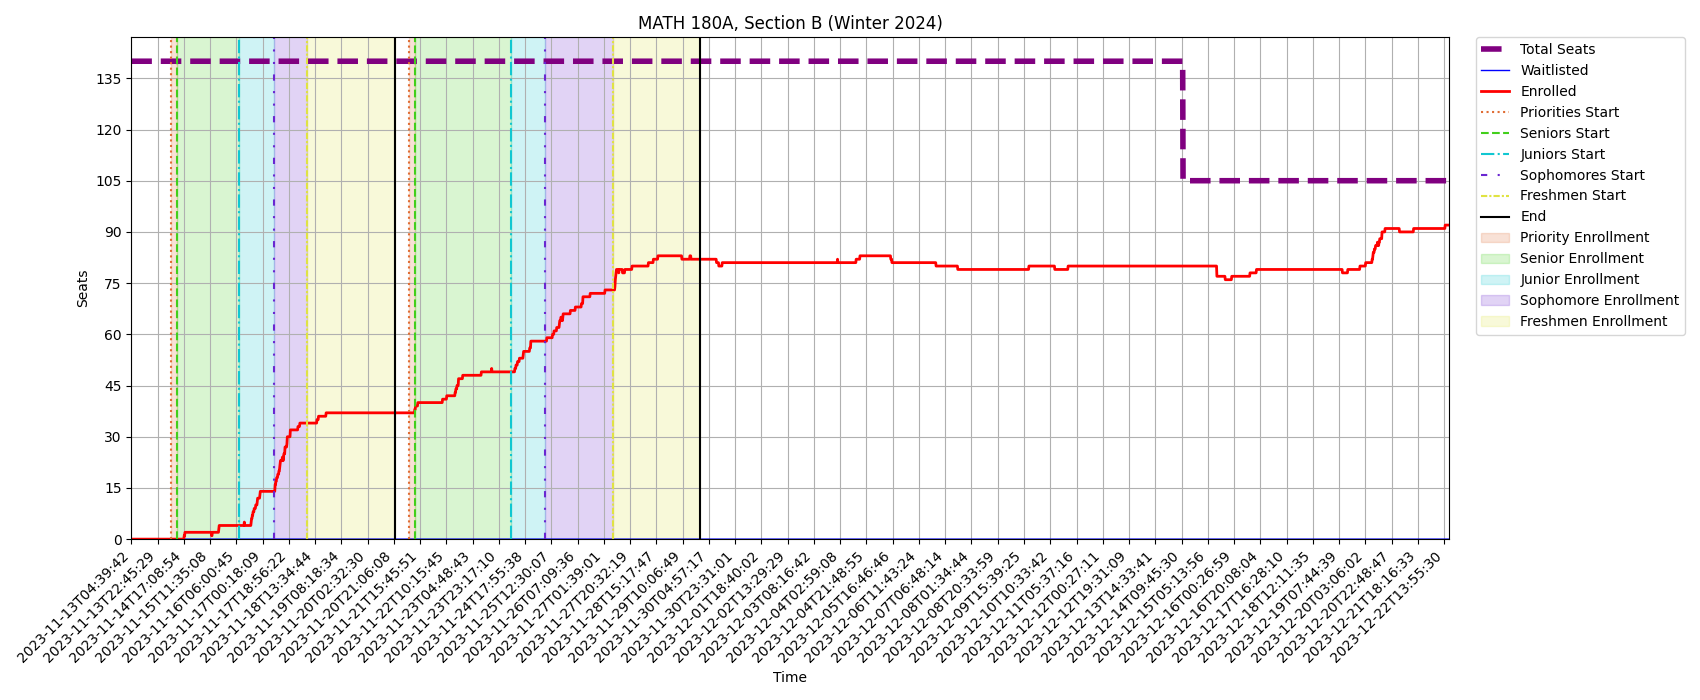 MATH 180A, Section B (Winter 2024)
Seats
135
120
105
90
75
60
45
30
15
0
2023-11-13T04:39:42
2023-11-13T22:45:29
2023-11-14T17:08:54
2023-11-15T11:35:08
2023-11-16T06:00:45
2023-11-17T00:18:09
2023-11-17T18:56:22
2023-11-18T13:34:44
2023-11-19T08:18:34
2023-11-20T02:32:30
2023-11-20T21:06:08
2023-11-21T15:45:51
2023-11-22T10:15:45
2023-11-23T04:48:43
2023-11-23T23:17:10
2023-11-24T17:55:38
2023-11-25T12:30:07
2023-11-26T07:09:36
2023-11-27T01:39:01
2023-11-27T20:32:19
2023-11-28T15:17:47
2023-11-29T10:06:49
2023-11-30T04:57:17
2023-11-30T23:31:01
2023-12-01T18:40:02
2023-12-02T13:29:29
2023-12-03T08:16:42
2023-12-04T02:59:08
2023-12-04T21:48:55
2023-12-05T16:46:46
2023-12-06T11:43:24
2023-12-07T06:48:14
2023-12-08T01:34:44
2023-12-08T20:33:59
2023-12-09T15:39:25
2023-12-10T10:33:42
2023-12-11T05:37:16
2023-12-12T00:27:11
2023-12-12T19:31:09
2023-12-13T14:33:41
2023-12-14T09:45:30
2023-12-15T05:13:56
2023-12-16T00:26:59
2023-12-16T20:08:04
2023-12-17T16:28:10
2023-12-18T12:11:35
2023-12-19T07:44:39
2023-12-20T03:06:02
2023-12-20T22:48:47
2023-12-21T18:16:33
2023-12-22T13:55:30
Time
Total Seats
Waitlisted
Enrolled
Priorities Start
Seniors Start
Juniors Start
Sophomores Start
Freshmen Start
End
Priority Enrollment
Senior Enrollment
Junior Enrollment
Sophomore Enrollment
Freshmen Enrollment